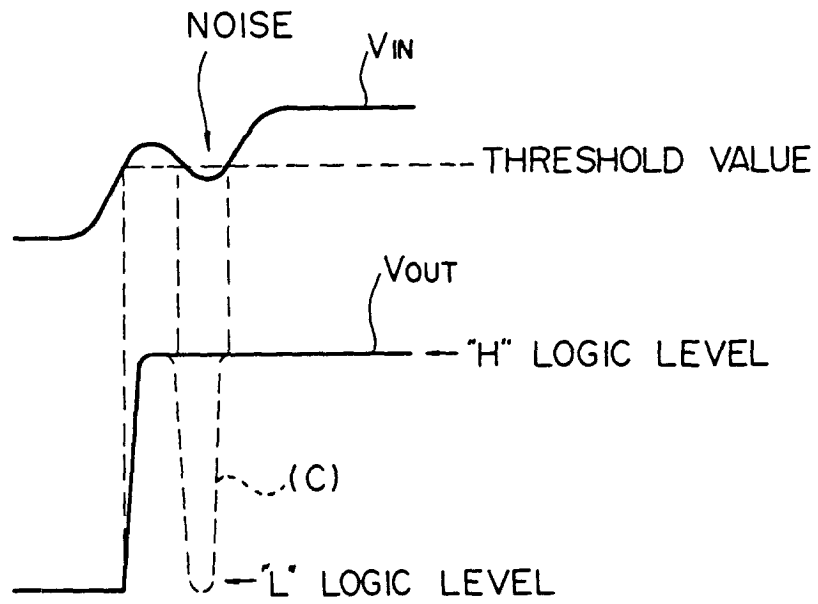 NOISE
VIN
THRESHOLD VALUE
VOUT
"H" LOGIC LEVEL
(C)
"L" LOGIC LEVEL